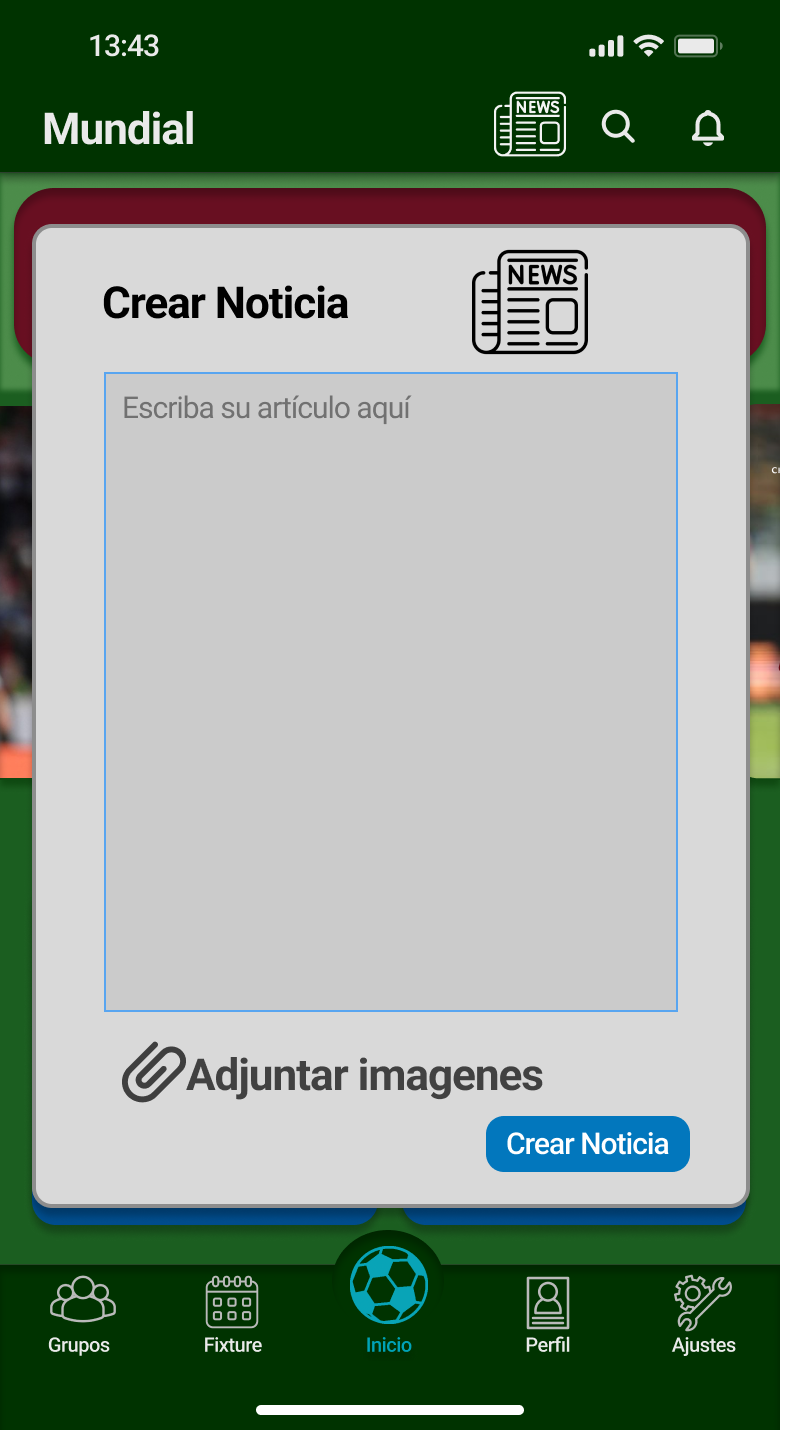 13:43
Mundial
NEWS
Crear Noticia
NEWS
Escriba su artículo aquí
Adjuntar imagenes
Crear Noticia
Grupos
Fixture
Inicio
Perfil
Ajustes